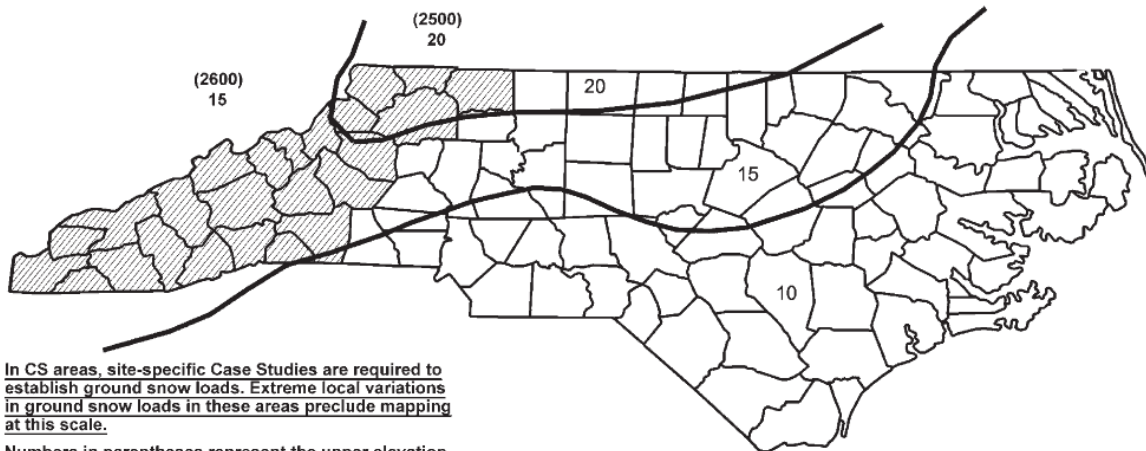 (2500)
20
(2600)
15
20
15
10
In CS areas, site-specific Case Studies are required to
establish ground snow loads. Extreme local variations
in ground snow loads in these areas preclude mapping
at this scale.
Numbers in parentheses represent the upper elevation